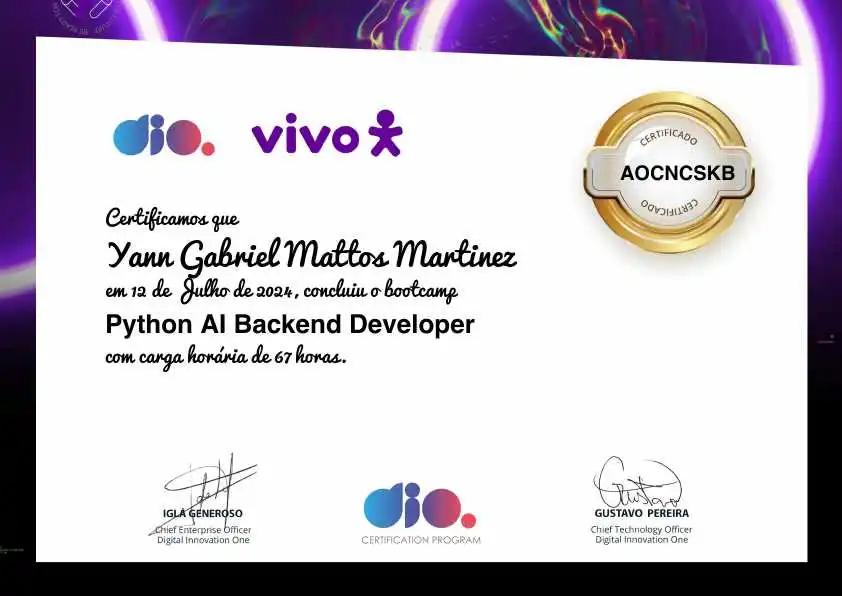 dio.
vivo
CERTIFICADO
AOCNCSKB
CERTIFICADO
Certificamos que
Yann Gabriel Mattos Martinez
em 12 de Julho de 2024, concluiu o bootcamp
Python AI Backend Developer
com carga horária de 67 horas.
IGLÁ GENEROSO
Chief Enterprise Officer
Digital Innovation One
dio.
CERTIFICATION PROGRAM
GUSTAVO PEREIRA
Chief Technology Officer
Digital Innovation One